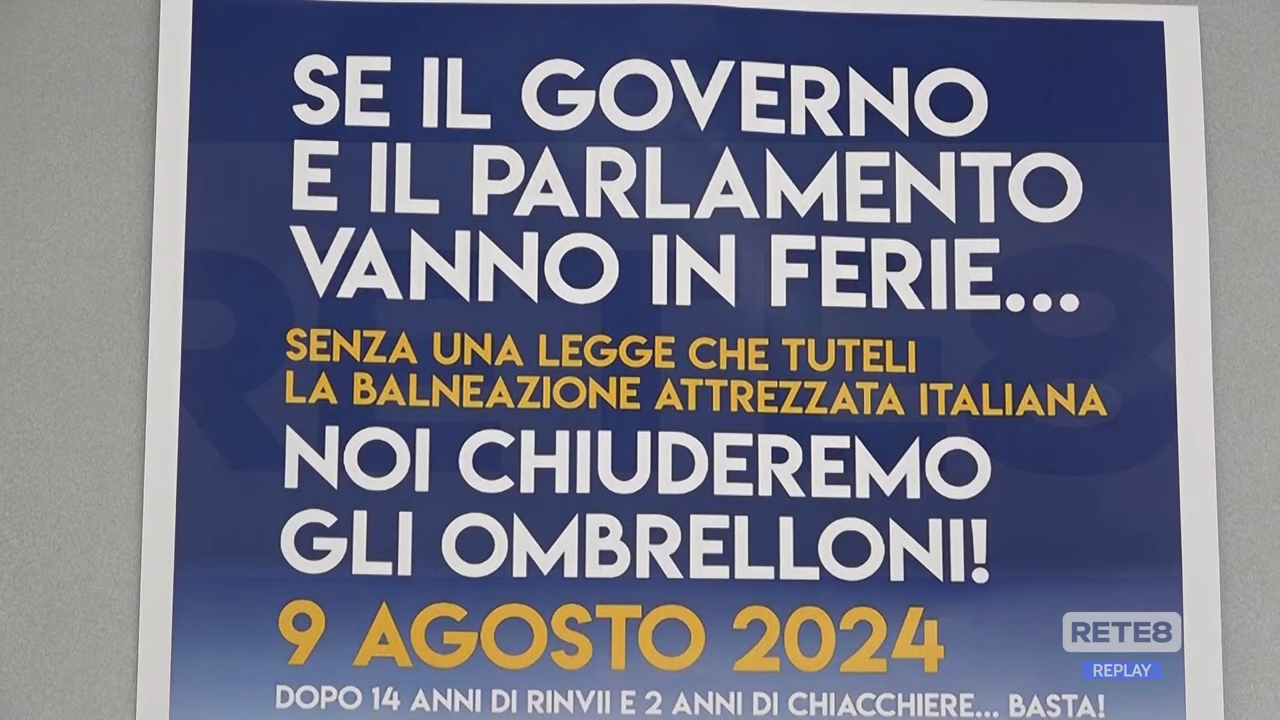 SE IL GOVERNO
E IL PARLAMENTO
VANNO IN FERIE...
SENZA UNA LEGGE CHE TUTELI
LA BALNEAZIONE ATTREZZATA ITALIANA
NOI CHIUDEREMO
GLI OMBRELLONI!
9 AGOSTO 2024
DOPO 14 ANNI DI RINVII E 2 ANNI DI CHIACCHIERE... BASTA!
RETE8
RETE8
REPLAY